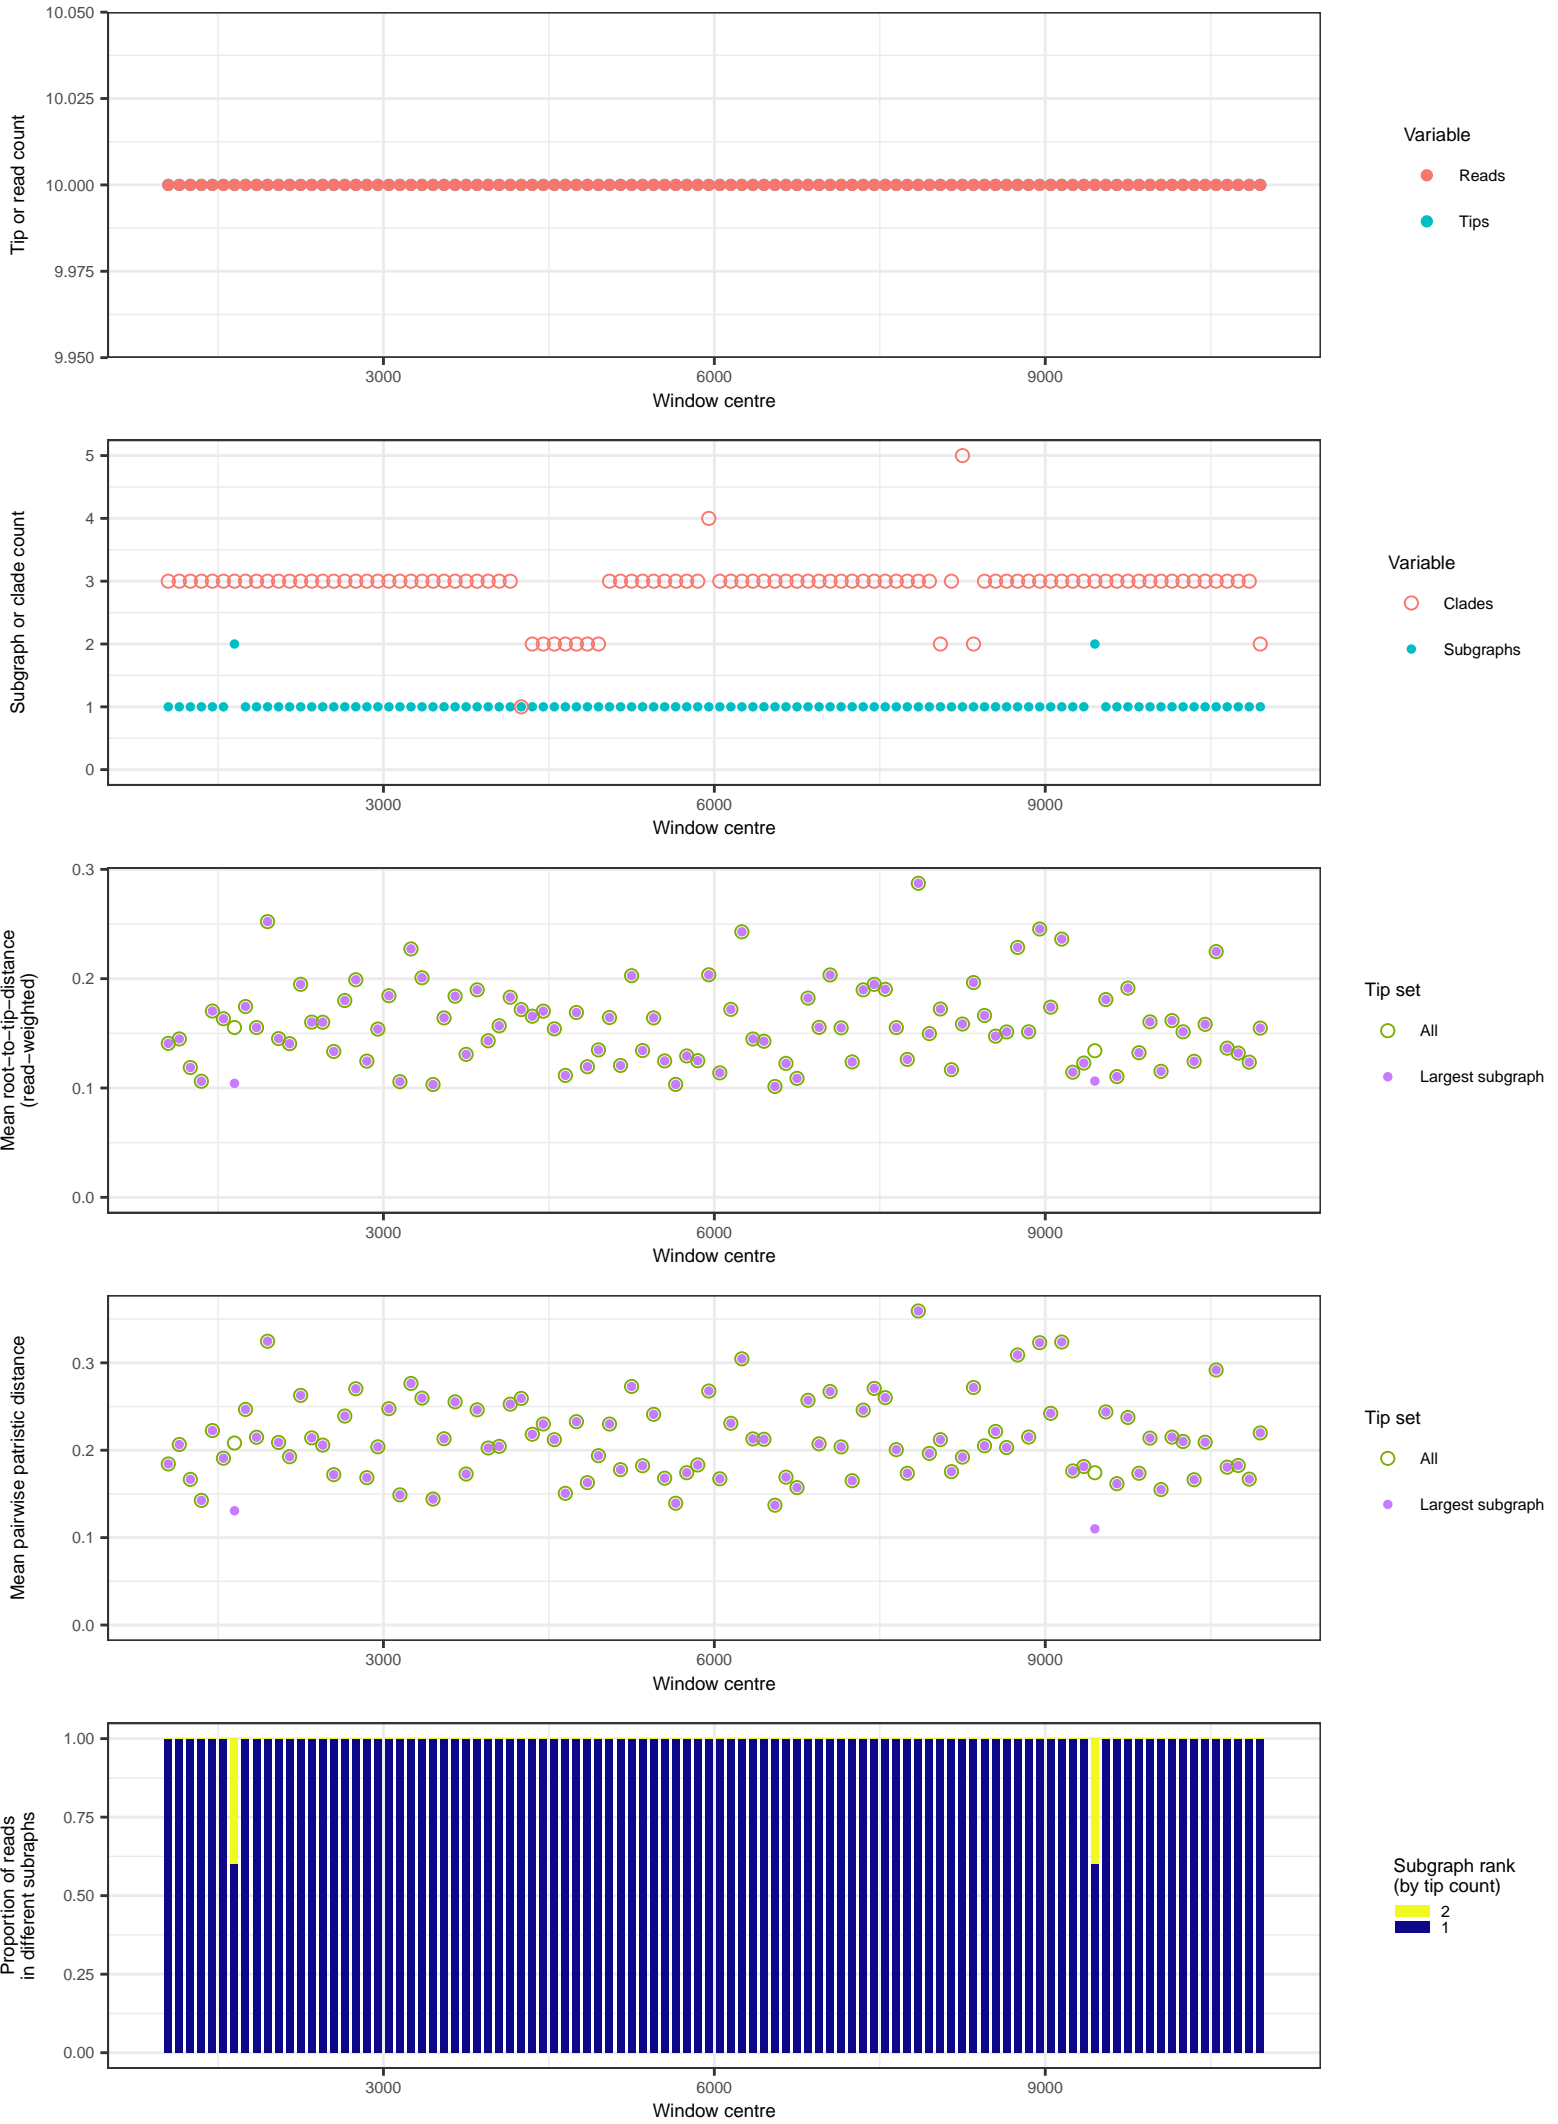 10.050
10.025
10.000
9.975
9.950
Tip or read count
3000 6000 9000
Window centre
Variable
Reads
Tips
5
4
3
2
1
0
Subgraph or clade count
3000 6000 9000
Window centre
Variable
Clades
Subgraphs
0.3
0.2
0.1
0.0
Mean root−to−tip−distance
(read−weighted)
3000 6000 9000
Window centre
Tip set
All
Largest subgraph
0.3
0.2
0.1
0.0
Mean pairwise patristic distance
3000 6000 9000
Window centre
Tip set
All
Largest subgraph
1.00
0.75
0.50
0.25
0.00
Proportion of reads
in different subraphs
3000 6000 9000
Window centre
Subgraph rank
(by tip count)
2
1